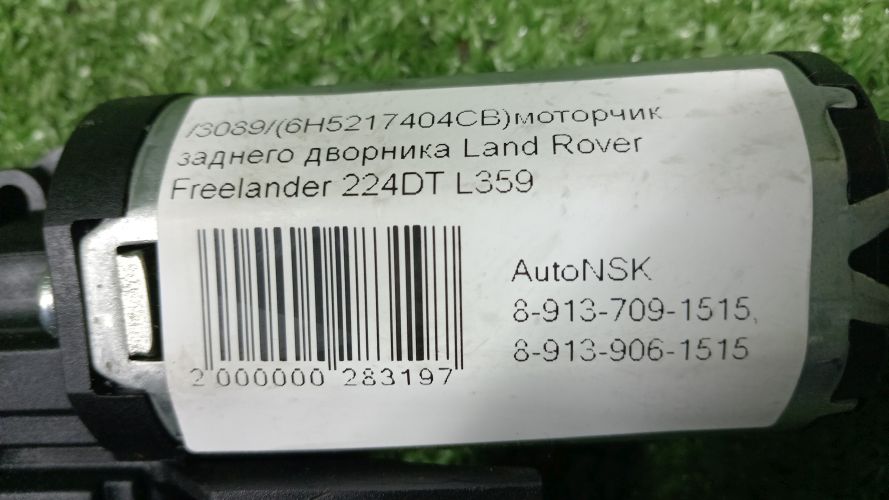 /3089/(6H5217404CB)моторчик
заднего дворника Land Rover
Freelander 224DT L359
AutoNSK
8-913-709-1515,
8-913-906-1515
2 000000 283197